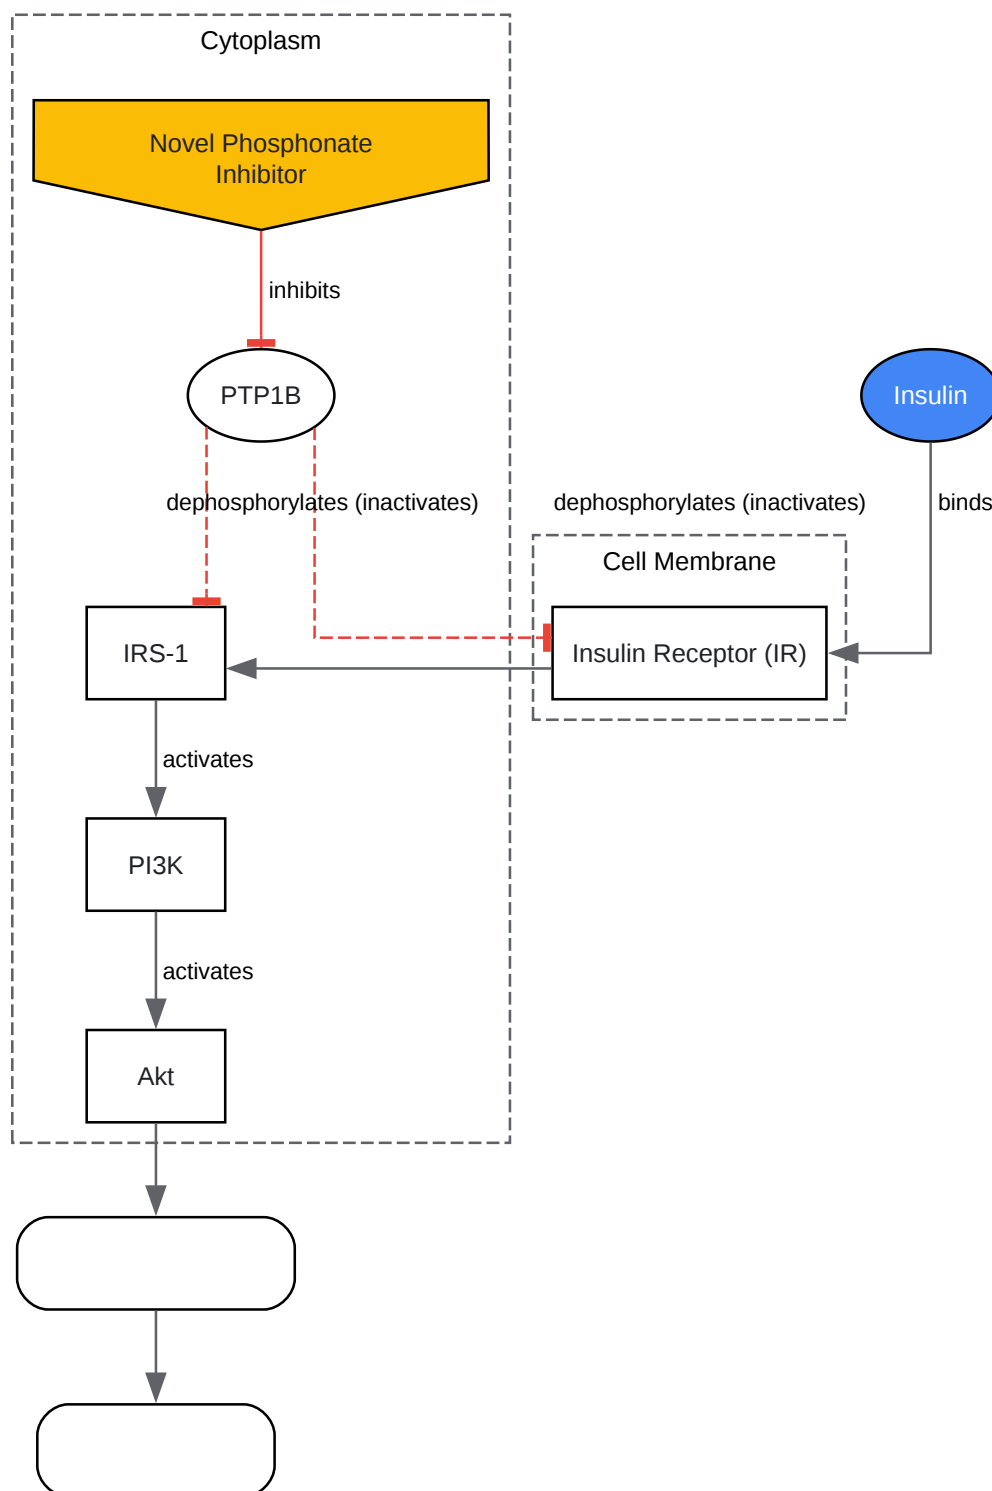 Cytoplasm
Novel Phosphonate
Inhibitor
inhibits
PTP1B
Insulin
dephosphorylates (inactivates)
dephosphorylates (inactivates)
binds
Cell Membrane
IRS-1
Insulin Receptor (IR)
activates
PI3K
activates
Akt